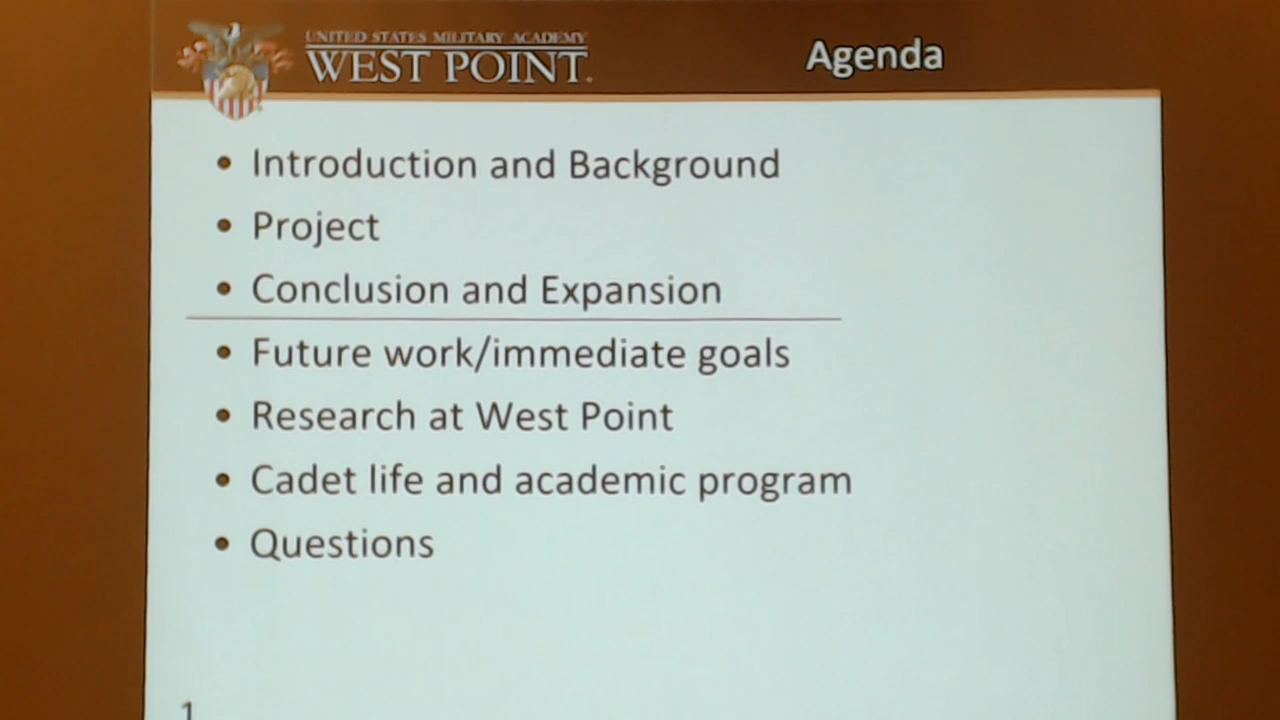 UNITED STATES MILITARY ACADEMY
WEST POINT.
Agenda
• Introduction and Background
• Project
• Conclusion and Expansion
• Future work/immediate goals
• Research at West Point
• Cadet life and academic program
• Questions
1